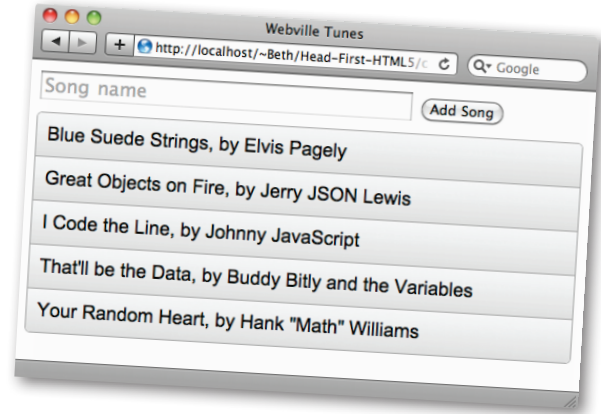 Webville Tunes
http://localhost/~Beth/Head-First-HTML5/c
Google
Song name
Add Song
Blue Suede Strings, by Elvis Pagely
Great Objects on Fire, by Jerry JSON Lewis
I Code the Line, by Johnny JavaScript
That'll be the Data, by Buddy Bitly and the Variables
Your Random Heart, by Hank "Math" Williams